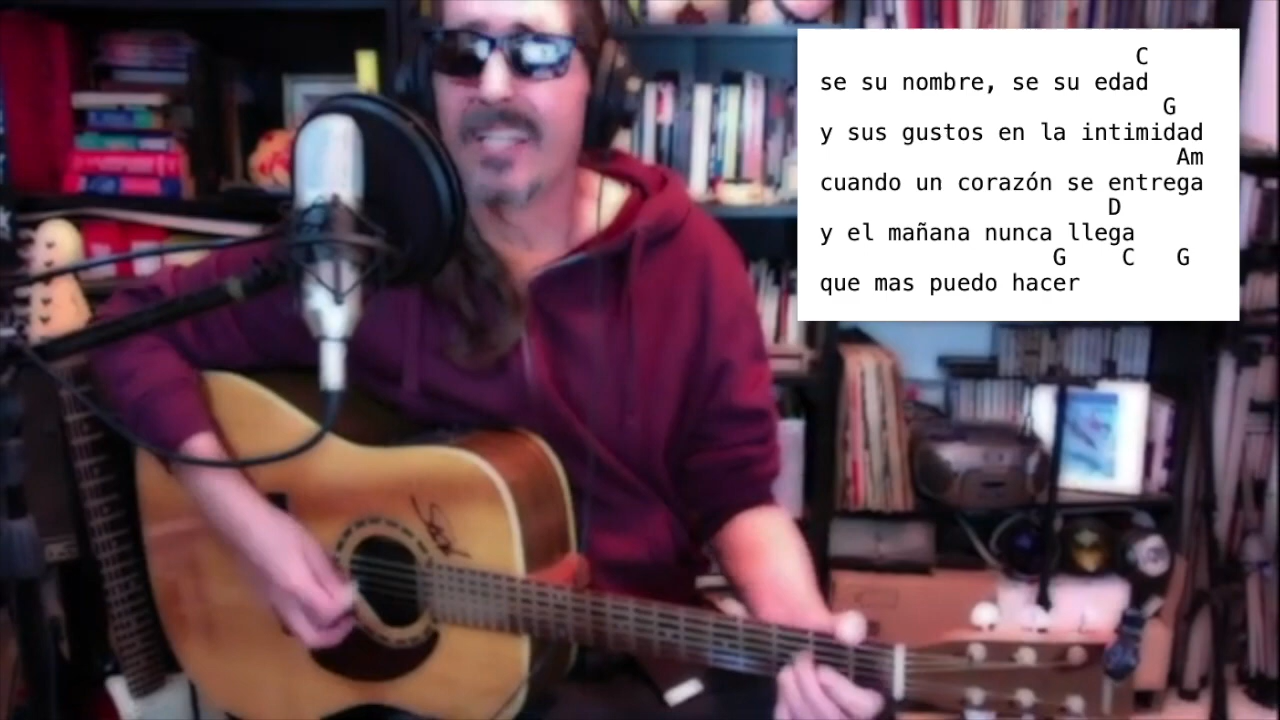 C
se su nombre, se su edad
G
y sus gustos en la intimidad
Am
cuando un corazón se entrega
D
y el mañana nunca llega
G C G
que mas puedo hacer